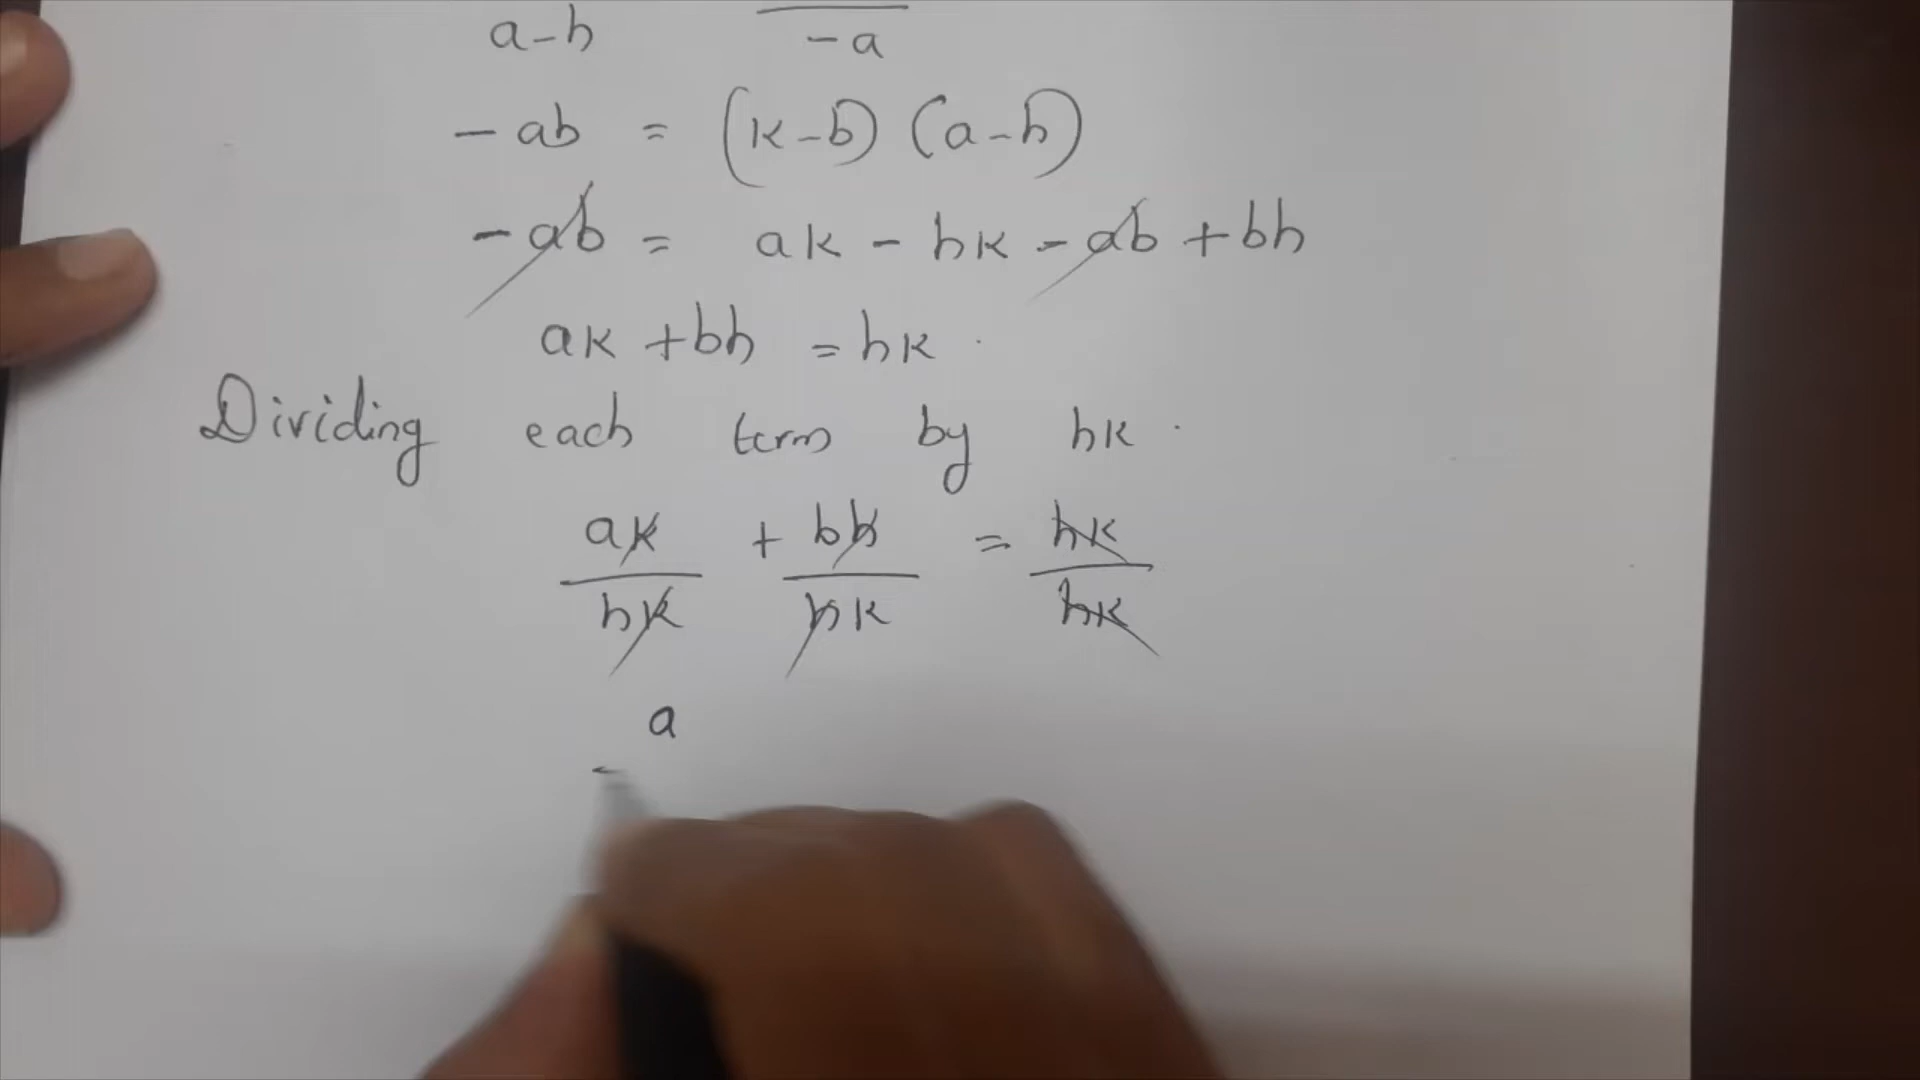 a-h   -a
- ab = (k-b) (a-h)
- ab = ak - hk - ab + bh
ak + bh = hk .
Dividing each term by hk .
ak + bh = hk
hk hk hk
a